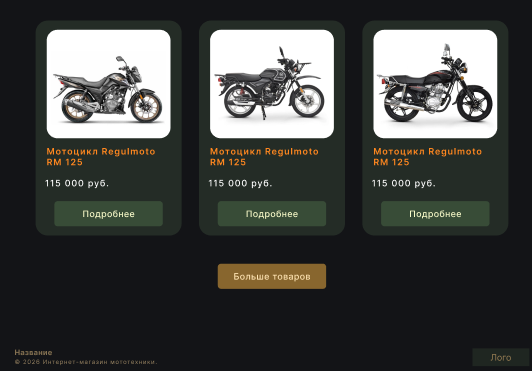 Мотоцикл Regulmoto
RM 125
115 000 руб.
Подробнее
Мотоцикл Regulmoto
RM 125
115 000 руб.
Подробнее
Мотоцикл Regulmoto
RM 125
115 000 руб.
Подробнее
Больше товаров
Название
© 2026 Интернет-магазин мототехники.
Лого